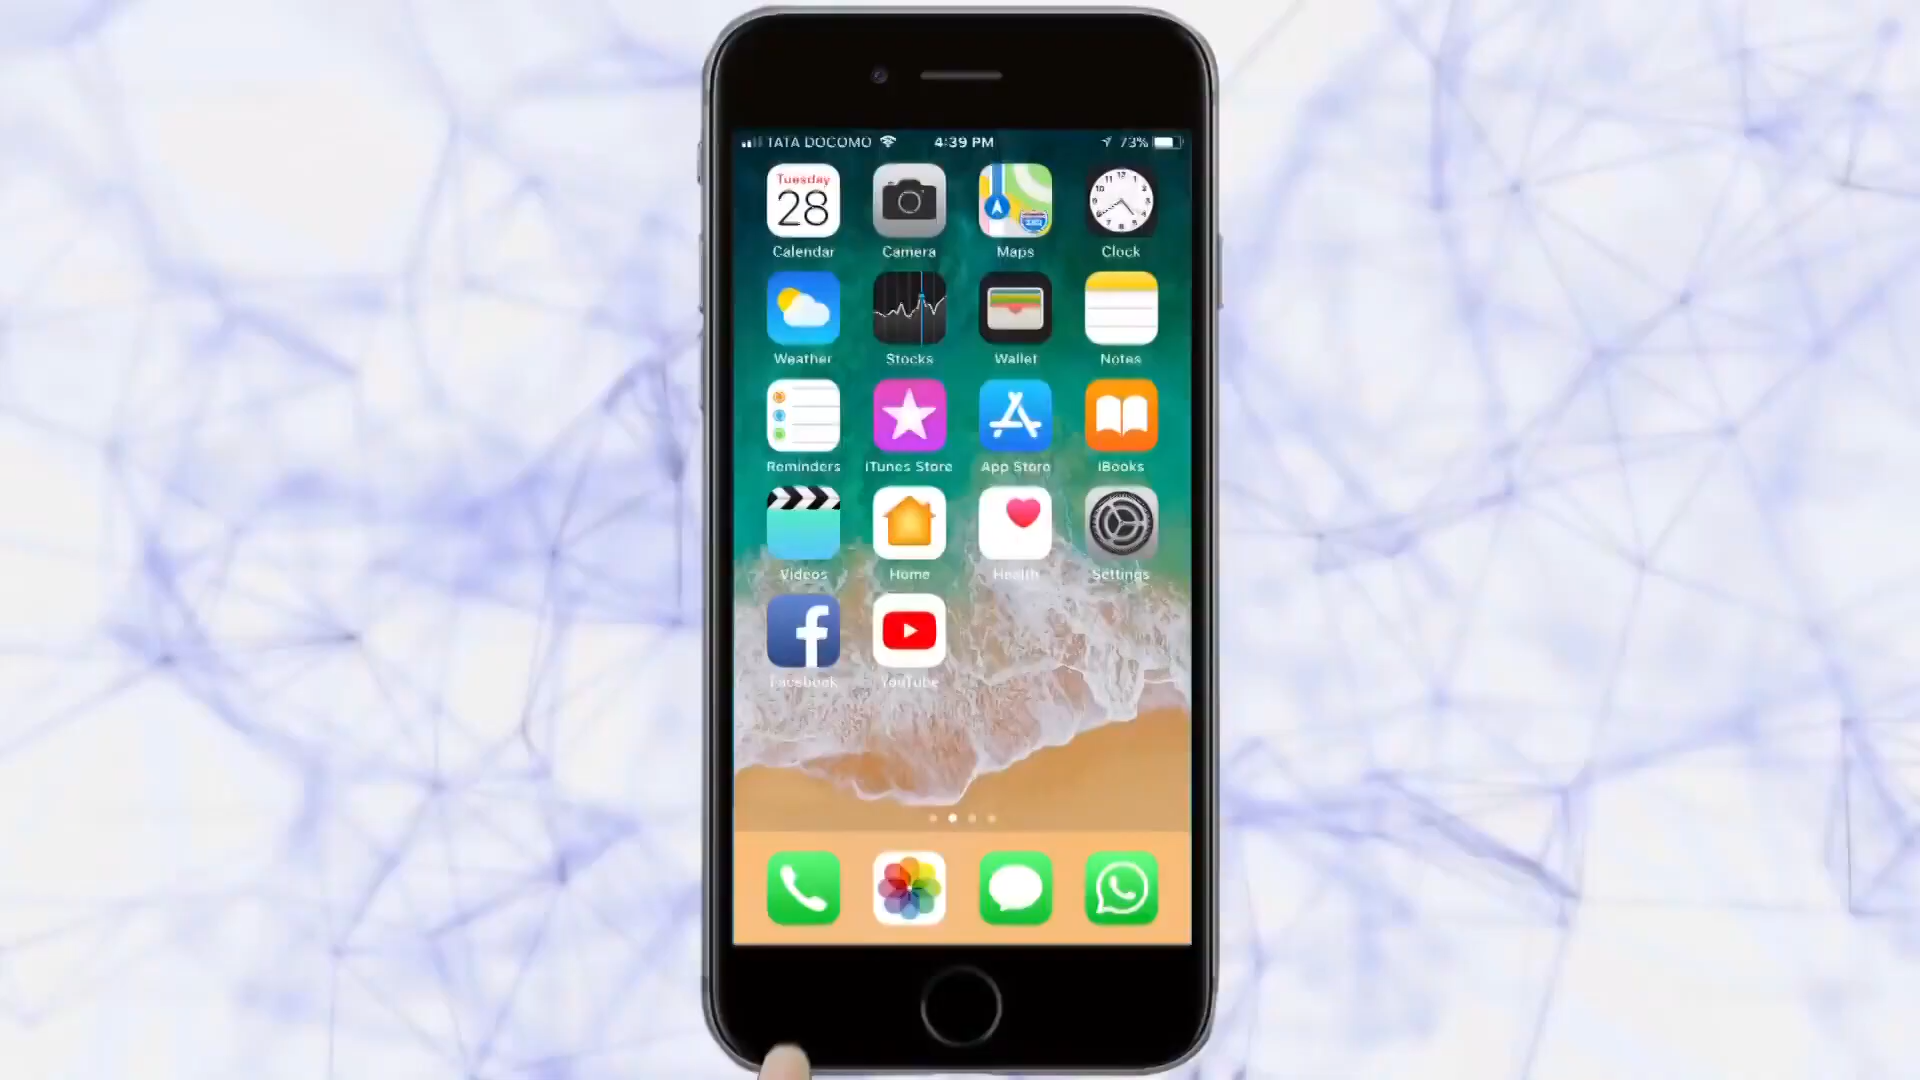 TATA DOCOMO 4:39 PM 73%
Tuesday
28
Calendar Camera Maps Clock
Weather Stocks Wallet Notes
Reminders iTunes Store App Store iBooks
Videos Home Health Settings
Facebook YouTube